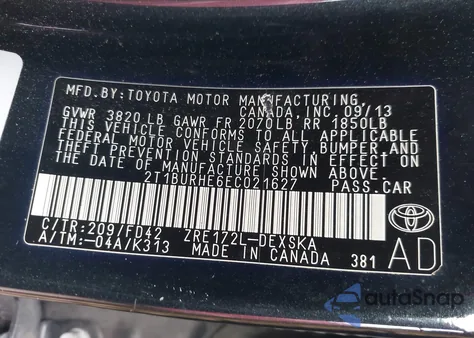 MFD.BY:TOYOTA MOTOR MANUFACTURING,
CANADA, INC. 09/13
GVWR 3820 LB GAWR FR 2070LB RR 1850LB
THIS VEHICLE CONFORMS TO ALL APPLICABLE
FEDERAL MOTOR VEHICLE SAFETY, BUMPER, AND
THEFT PREVENTION STANDARDS IN EFFECT ON
THE DATE OF MANUFACTURE SHOWN ABOVE.
2T1BURHE6EC021627 PASS.CAR
C/TR:209/FD42 ZRE172L-DEXSKA
A/TM:-04A/K313 MADE IN CANADA 381
AD
autoSnap